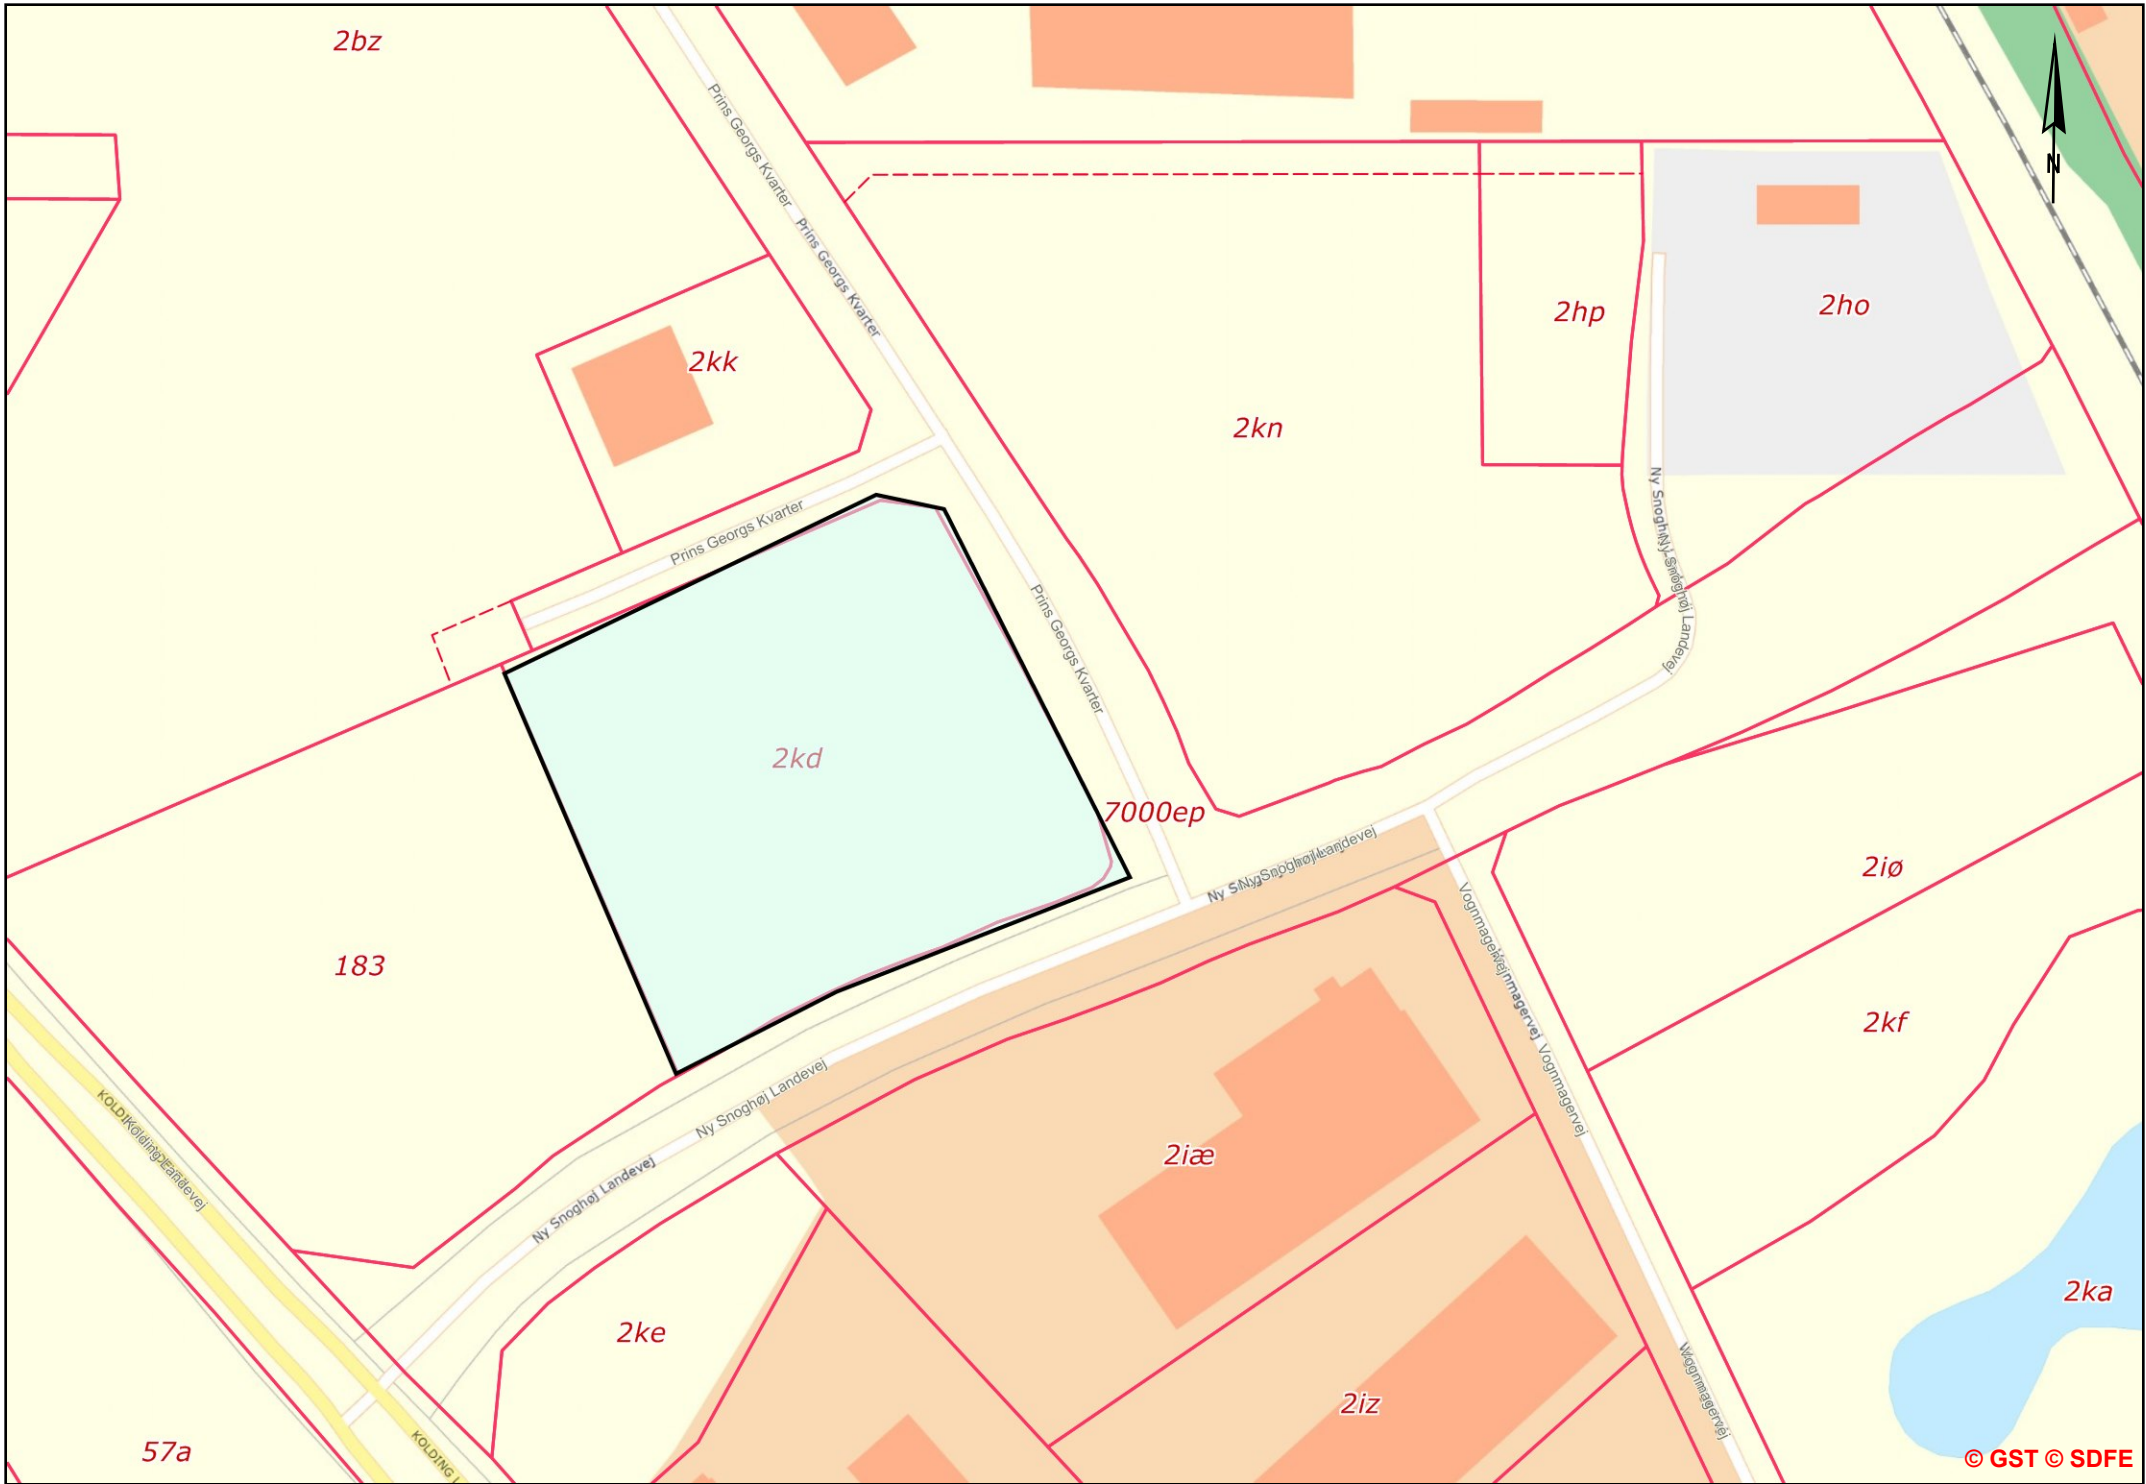 2bz
Prins Georgs Kvarter
N
Prins Georgs Kvarter
2ho
2hp
2kk
2kn
Prins Georgs Kvarter
Ny Snoghøj Landevej
Prins Georgs Kvarter
2kd
7000ep
Ny Snoghøj Landevej
2iø
183
Vognmagervej
2kf
Vognmagervej
Ny Snoghøj Landevej
Kolding Landevej
2iæ
Ny Snoghøj Landevej
2ka
2ke
Vognmagervej
2iz
57a
KOLDING L
© GST © SDFE